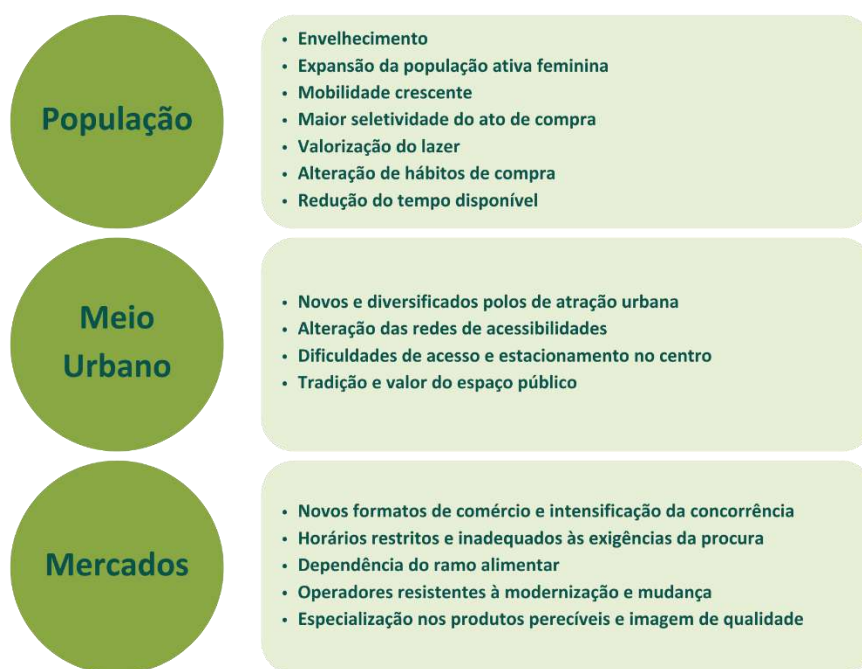 População
• Envelhecimento
• Expansão da população ativa feminina
• Mobilidade crescente
• Maior seletividade do ato de compra
• Valorização do lazer
• Alteração de hábitos de compra
• Redução do tempo disponível
Meio
Urbano
• Novos e diversificados polos de atração urbana
• Alteração das redes de acessibilidades
• Dificuldades de acesso e estacionamento no centro
• Tradição e valor do espaço público
Mercados
• Novos formatos de comércio e intensificação da concorrência
• Horários restritos e inadequados às exigências da procura
• Dependência do ramo alimentar
• Operadores resistentes à modernização e mudança
• Especialização nos produtos perecíveis e imagem de qualidade